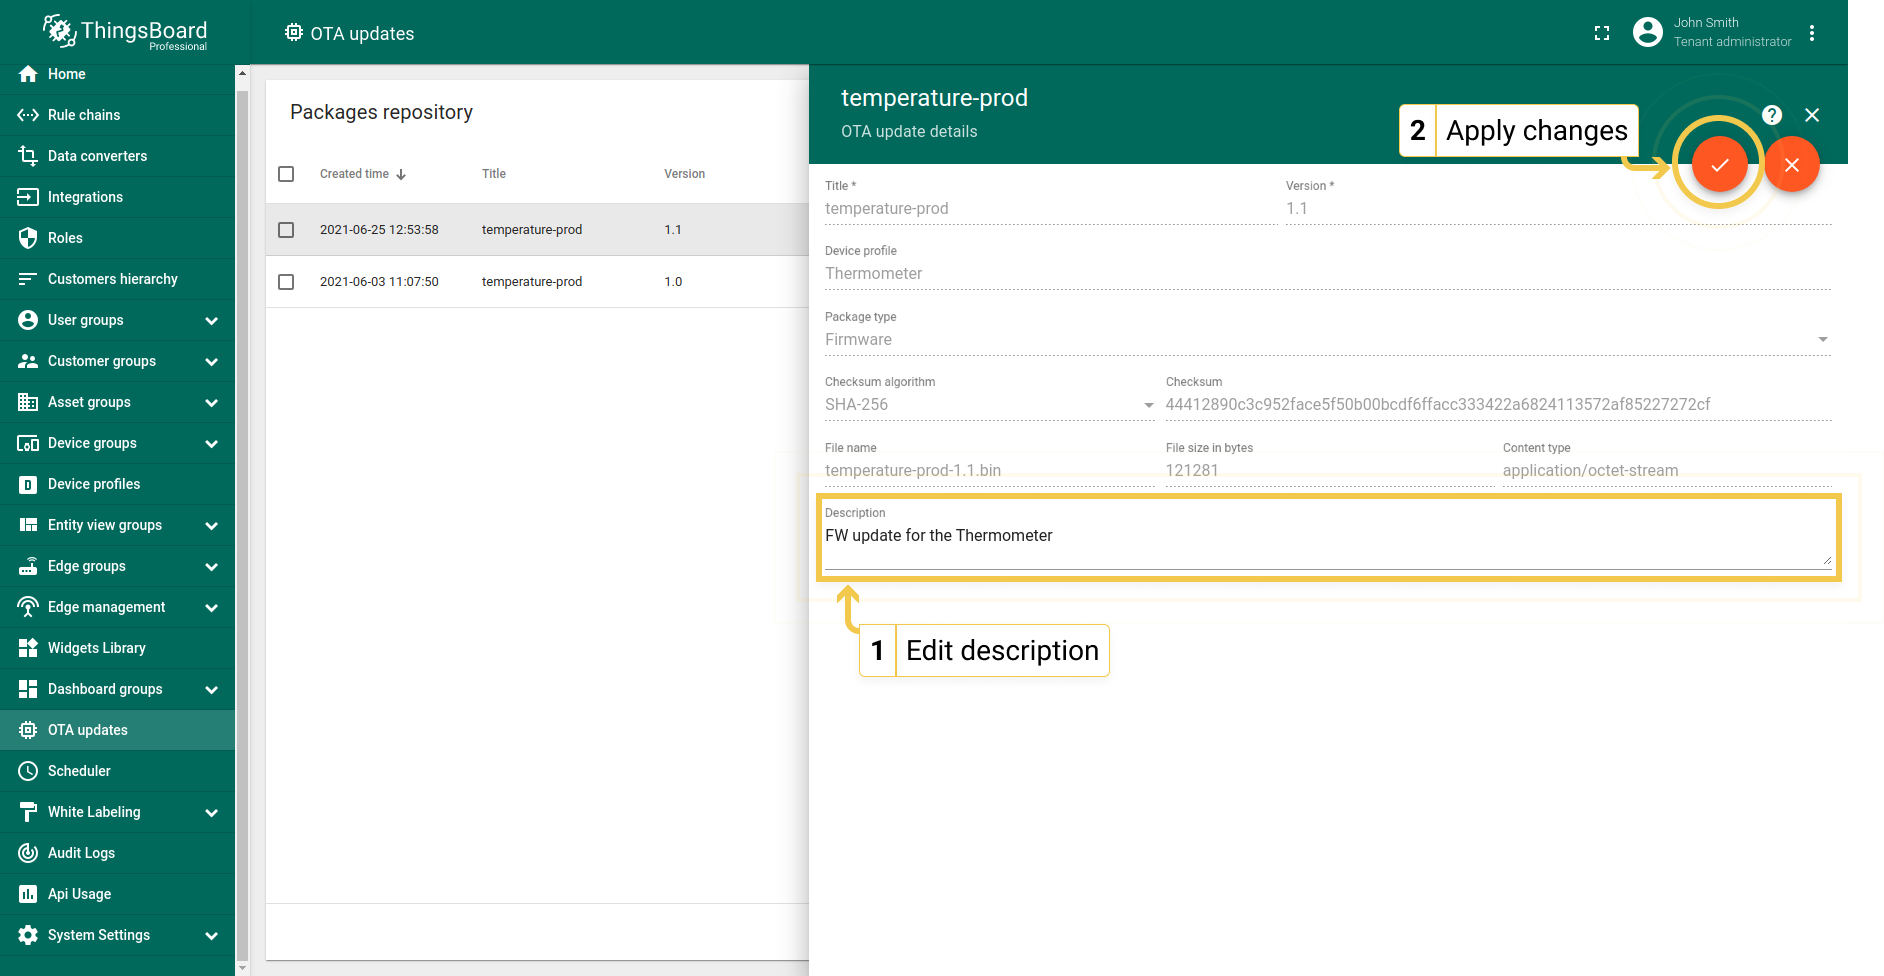 ThingsBoard
Professional
OTA updates
John Smith
Tenant administrator
Home
Rule chains
Data converters
Integrations
Roles
Customers hierarchy
User groups
Customer groups
Asset groups
Device groups
Device profiles
Entity view groups
Edge groups
Edge management
Widgets Library
Dashboard groups
OTA updates
Scheduler
White Labeling
Audit Logs
Api Usage
System Settings
Packages repository
Created time Title Version
2021-06-25 12:53:58 temperature-prod 1.1
2021-06-03 11:07:50 temperature-prod 1.0
temperature-prod
OTA update details
2 Apply changes
Title * Version *
temperature-prod 1.1
Device profile
Thermometer
Package type
Firmware
Checksum algorithm Checksum
SHA-256 44412890c3c952face5f50b00bcdf6ffacc333422a6824113572af85227272cf
File name File size in bytes Content type
temperature-prod-1.1.bin 121281 application/octet-stream
Description
FW update for the Thermometer
1 Edit description